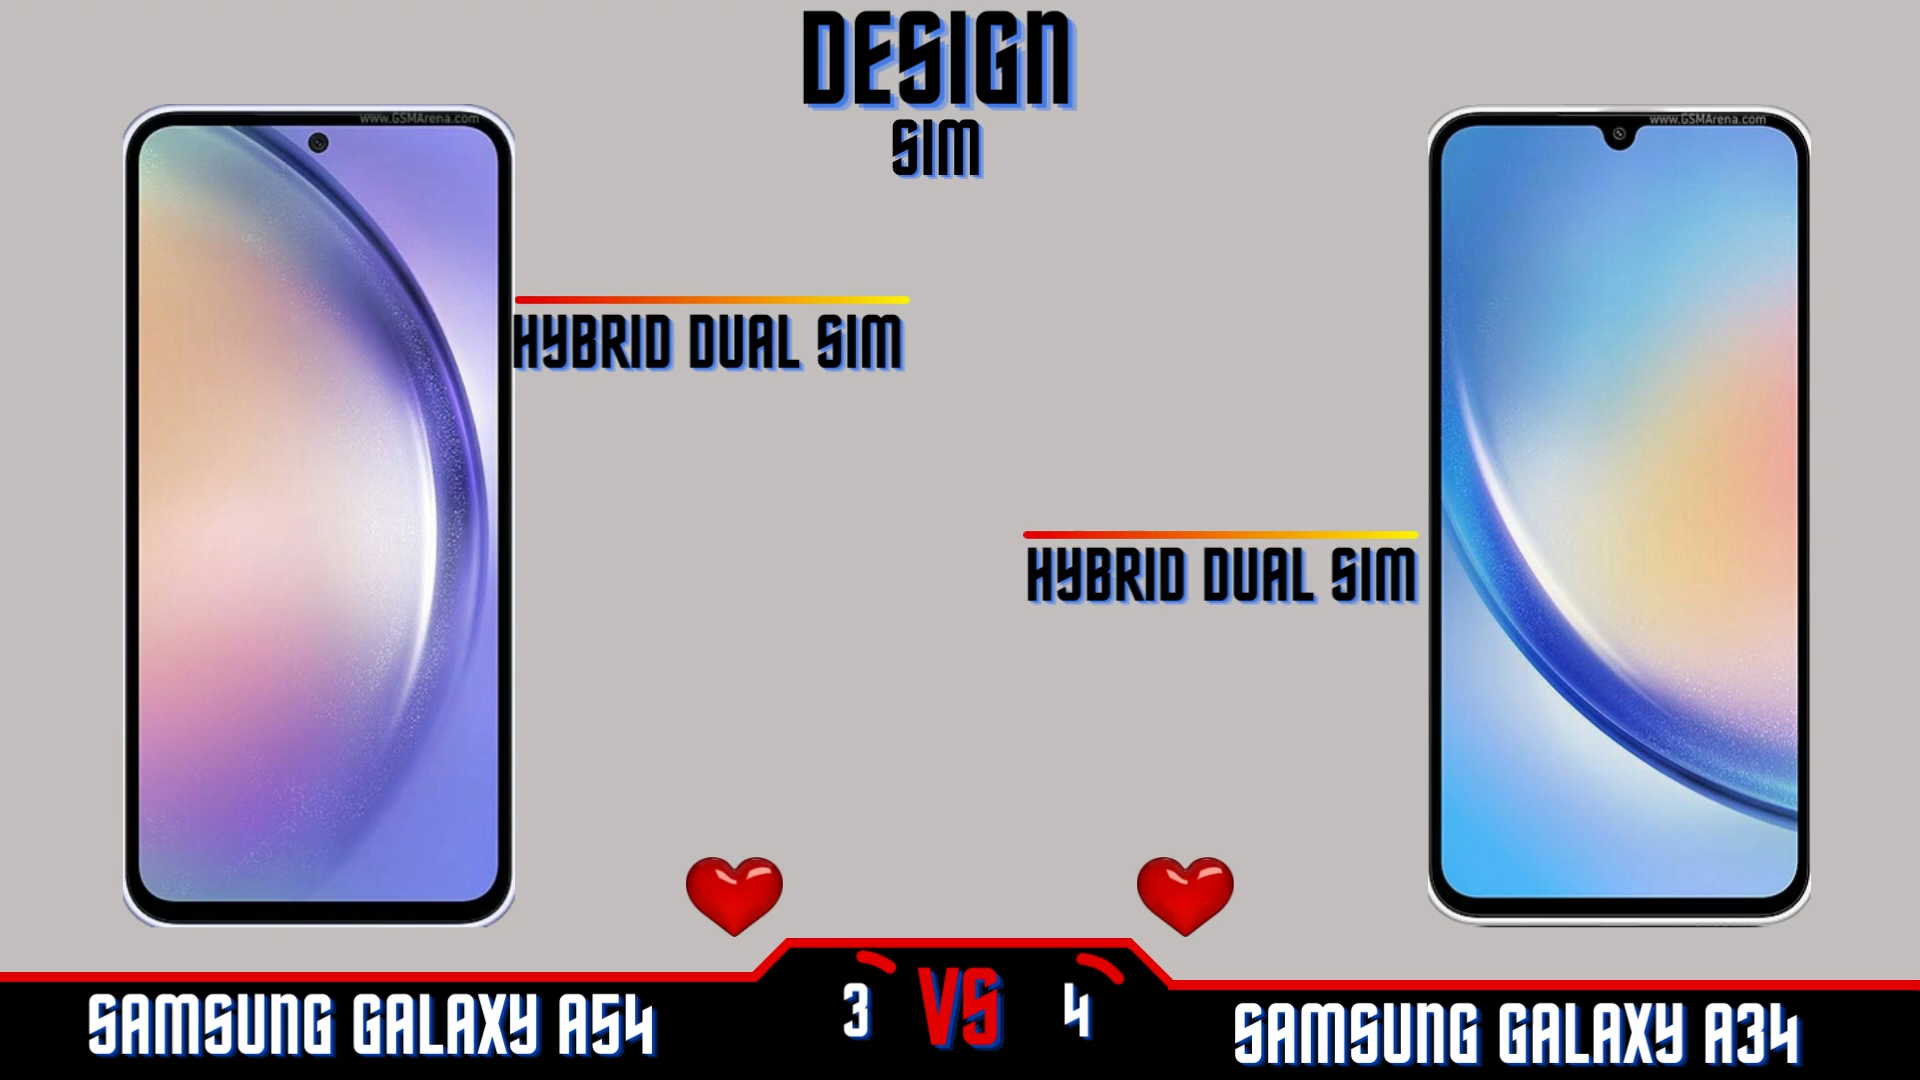 DESIGN
SIM
www.GSMArena.com
www.GSMArena.com
HYBRID DUAL SIM
HYBRID DUAL SIM
3 VS 4
SAMSUNG GALAXY A54
SAMSUNG GALAXY A34